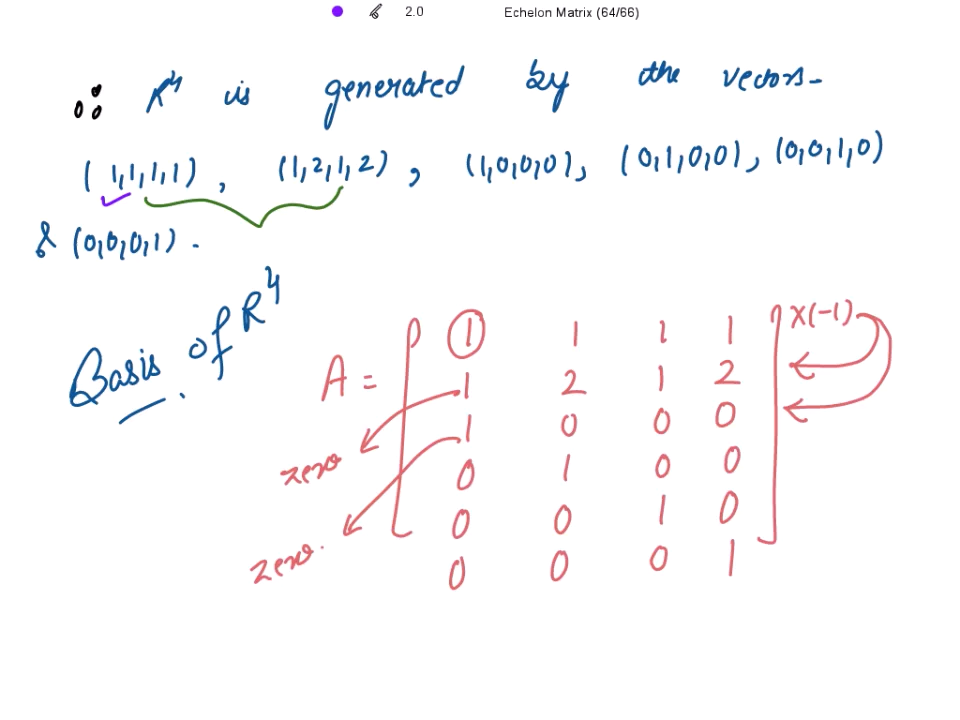 2.0 Echelon Matrix (64/66)
∴ R⁴ is generated by the vectors-
(1,1,1,1), (1,2,1,2), (1,0,0,0), (0,1,0,0), (0,0,1,0)
& (0,0,0,1).
Basis of R⁴
A = [ 1 1 1 1 ] ×(-1)
1 2 1 2
1 0 0 0
zero 0 1 0 0
0 0 1 0
zero. 0 0 0 1